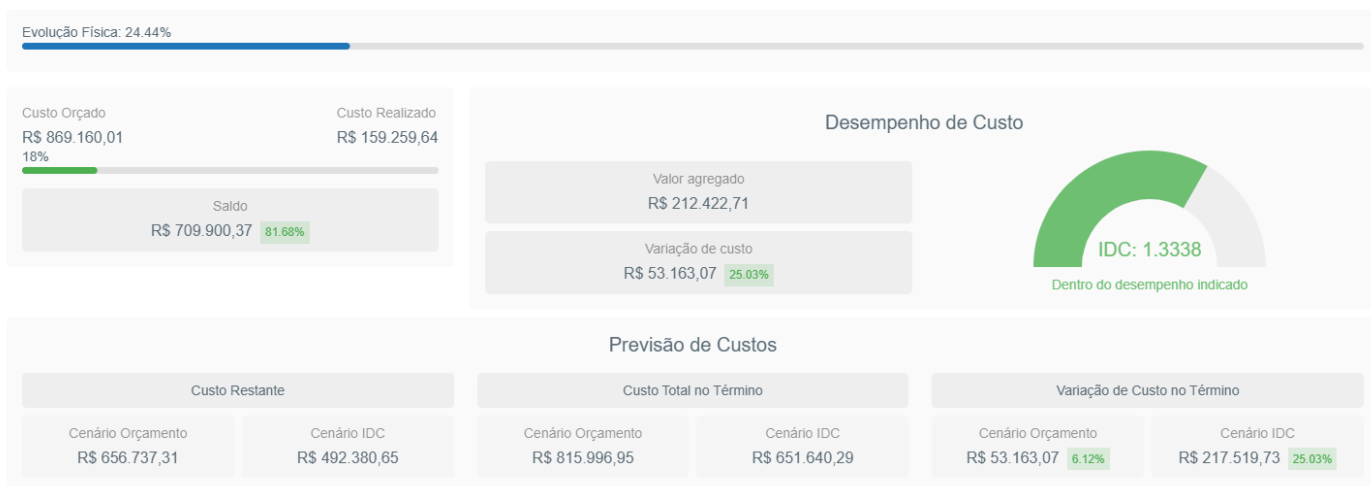 Evolução Física: 24.44%
Custo Orçado
Custo Realizado
R$ 869.160,01
R$ 159.259,64
18%
Saldo
R$ 709.900,37 81.68%
Desempenho de Custo
Valor agregado
R$ 212.422,71
Variação de custo
R$ 53.163,07 25.03%
IDC: 1.3338
Dentro do desempenho indicado
Previsão de Custos
Custo Restante
Cenário Orçamento
R$ 656.737,31
Cenário IDC
R$ 492.380,65
Custo Total no Término
Cenário Orçamento
R$ 815.996,95
Cenário IDC
R$ 651.640,29
Variação de Custo no Término
Cenário Orçamento
R$ 53.163,07 6.12%
Cenário IDC
R$ 217.519,73 25.03%